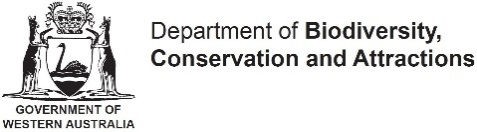 Department of Biodiversity,
Conservation and Attractions
GOVERNMENT OF
WESTERN AUSTRALIA